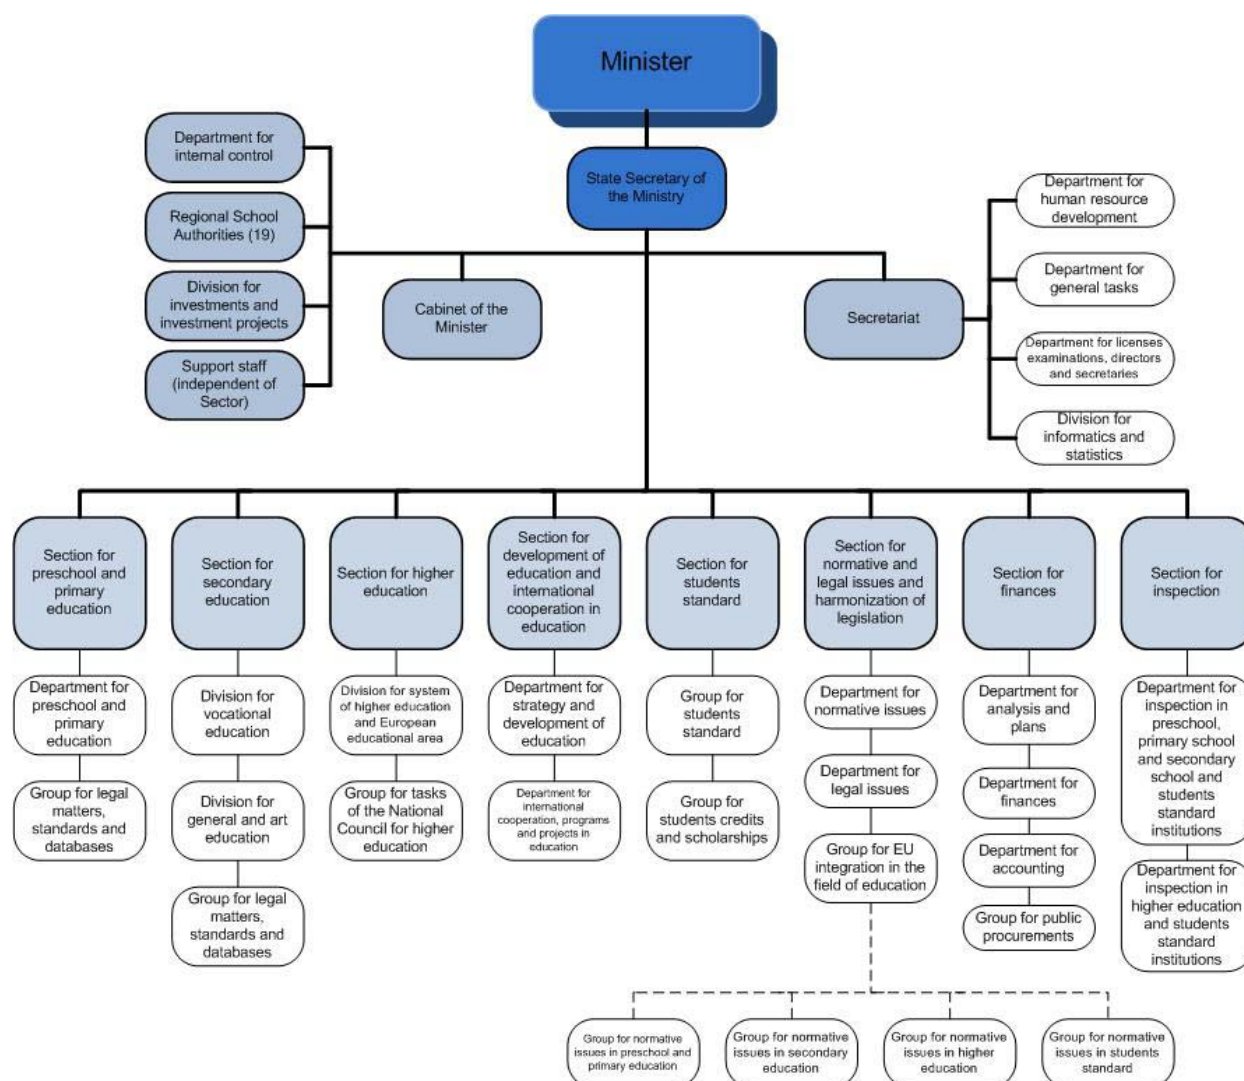 Minister
State Secretary of
the Ministry
Department for
internal control
Regional School
Authorities (19)
Division for
investments and
investment projects
Support staff
(independent of
Sector)
Cabinet of the
Minister
Secretariat
Department for
human resource
development
Department for
general tasks
Department for licenses
examinations, directors
and secretaries
Division for
informatics and
statistics
Section for
preschool and
primary
education
Section for
secondary
education
Section for higher
education
Section for
development of
education and
international
cooperation in
education
Section for
students
standard
Section for
normative and
legal issues and
harmonization of
legislation
Section for
finances
Section for
inspection
Department for
preschool and
primary
education
Group for legal
matters,
standards and
databases
Division for
vocational
education
Division for
general and art
education
Group for legal
matters,
standards and
databases
Division for system
of higher education
and European
educational area
Group for tasks
of the National
Council for higher
education
Department for
strategy and
development of
education
Department for
international
cooperation, programs
and projects in
education
Group for
students
standard
Group for
students credits
and scholarships
Department for
normative issues
Department for
legal issues
Group for EU
integration in the
field of education
Department for
analysis and
plans
Department for
finances
Department for
accounting
Group for public
procurements
Department for
inspection in
preschool,
primary school
and secondary
school and
students
standard
institutions
Department for
inspection in
higher education
and students
standard
institutions
Group for normative
issues in preschool and
primary education
Group for normative
issues in secondary
education
Group for normative
issues in higher
education
Group for normative
issues in students
standard